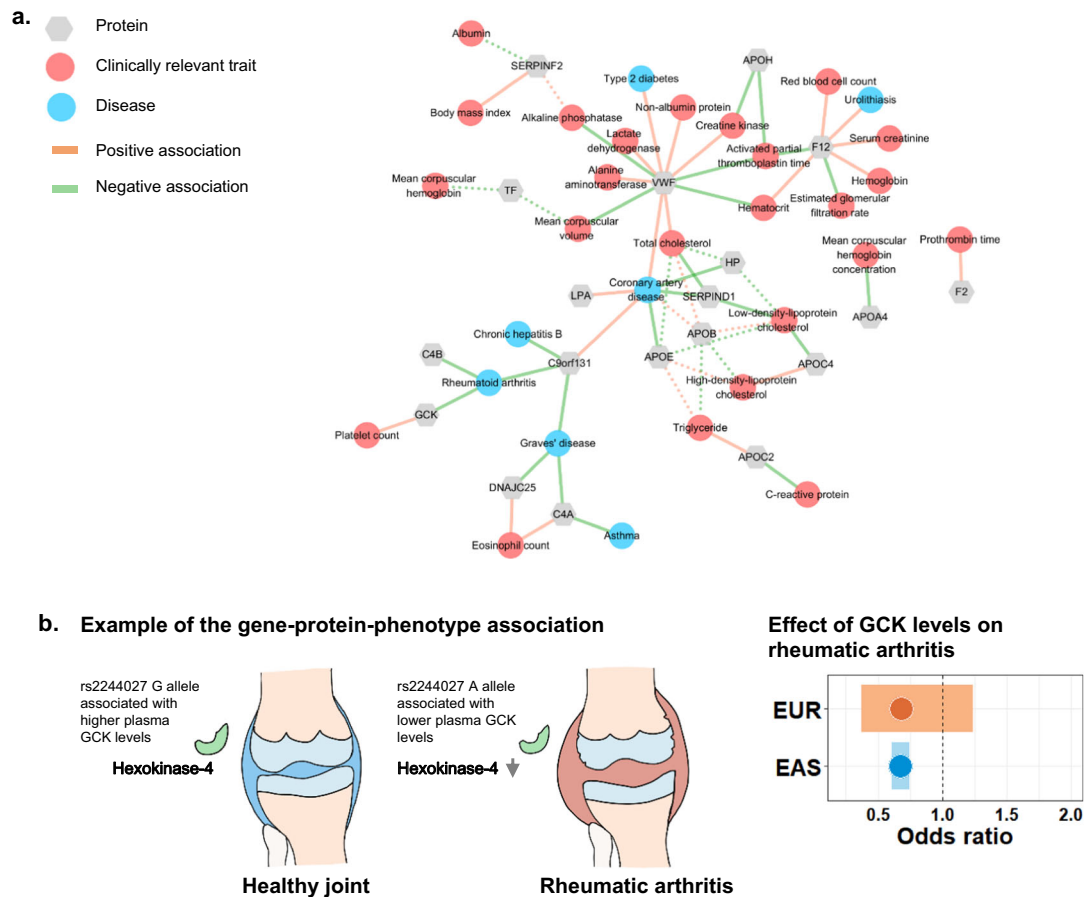 a.
Protein
Clinically relevant trait
Disease
Positive association
Negative association
Albumin
SERPINF2
Body mass index
Alkaline phosphatase
Type 2 diabetes
Non-albumin protein
Lactate
dehydrogenase
Creatine kinase
APOH
Red blood cell count
Urolithiasis
Serum creatinine
F12
Activated partial
thromboplastin time
Hemoglobin
Estimated glomerular
filtration rate
Alanine
aminotransferase
VWF
Hematocrit
Mean corpuscular
hemoglobin
TF
Mean corpuscular
volume
Total cholesterol
HP
Mean corpuscular
hemoglobin
concentration
Prothrombin time
F2
APOA4
Coronary artery
disease
LPA
SERPIND1
Low-density-lipoprotein
cholesterol
APOB
APOE
APOC4
High-density-lipoprotein
cholesterol
Chronic hepatitis B
C9orf131
C4B
Rheumatoid arthritis
GCK
Platelet count
Triglyceride
Graves' disease
APOC2
C-reactive protein
DNAJC25
C4A
Eosinophil count
Asthma
b.
Example of the gene-protein-phenotype association
rs2244027 G allele
associated with
higher plasma
GCK levels
Hexokinase-4
Healthy joint
rs2244027 A allele
associated with
lower plasma GCK
levels
Hexokinase-4
Rheumatic arthritis
Effect of GCK levels on
rheumatic arthritis
EUR
EAS
0.5
1.0
1.5
2.0
Odds ratio